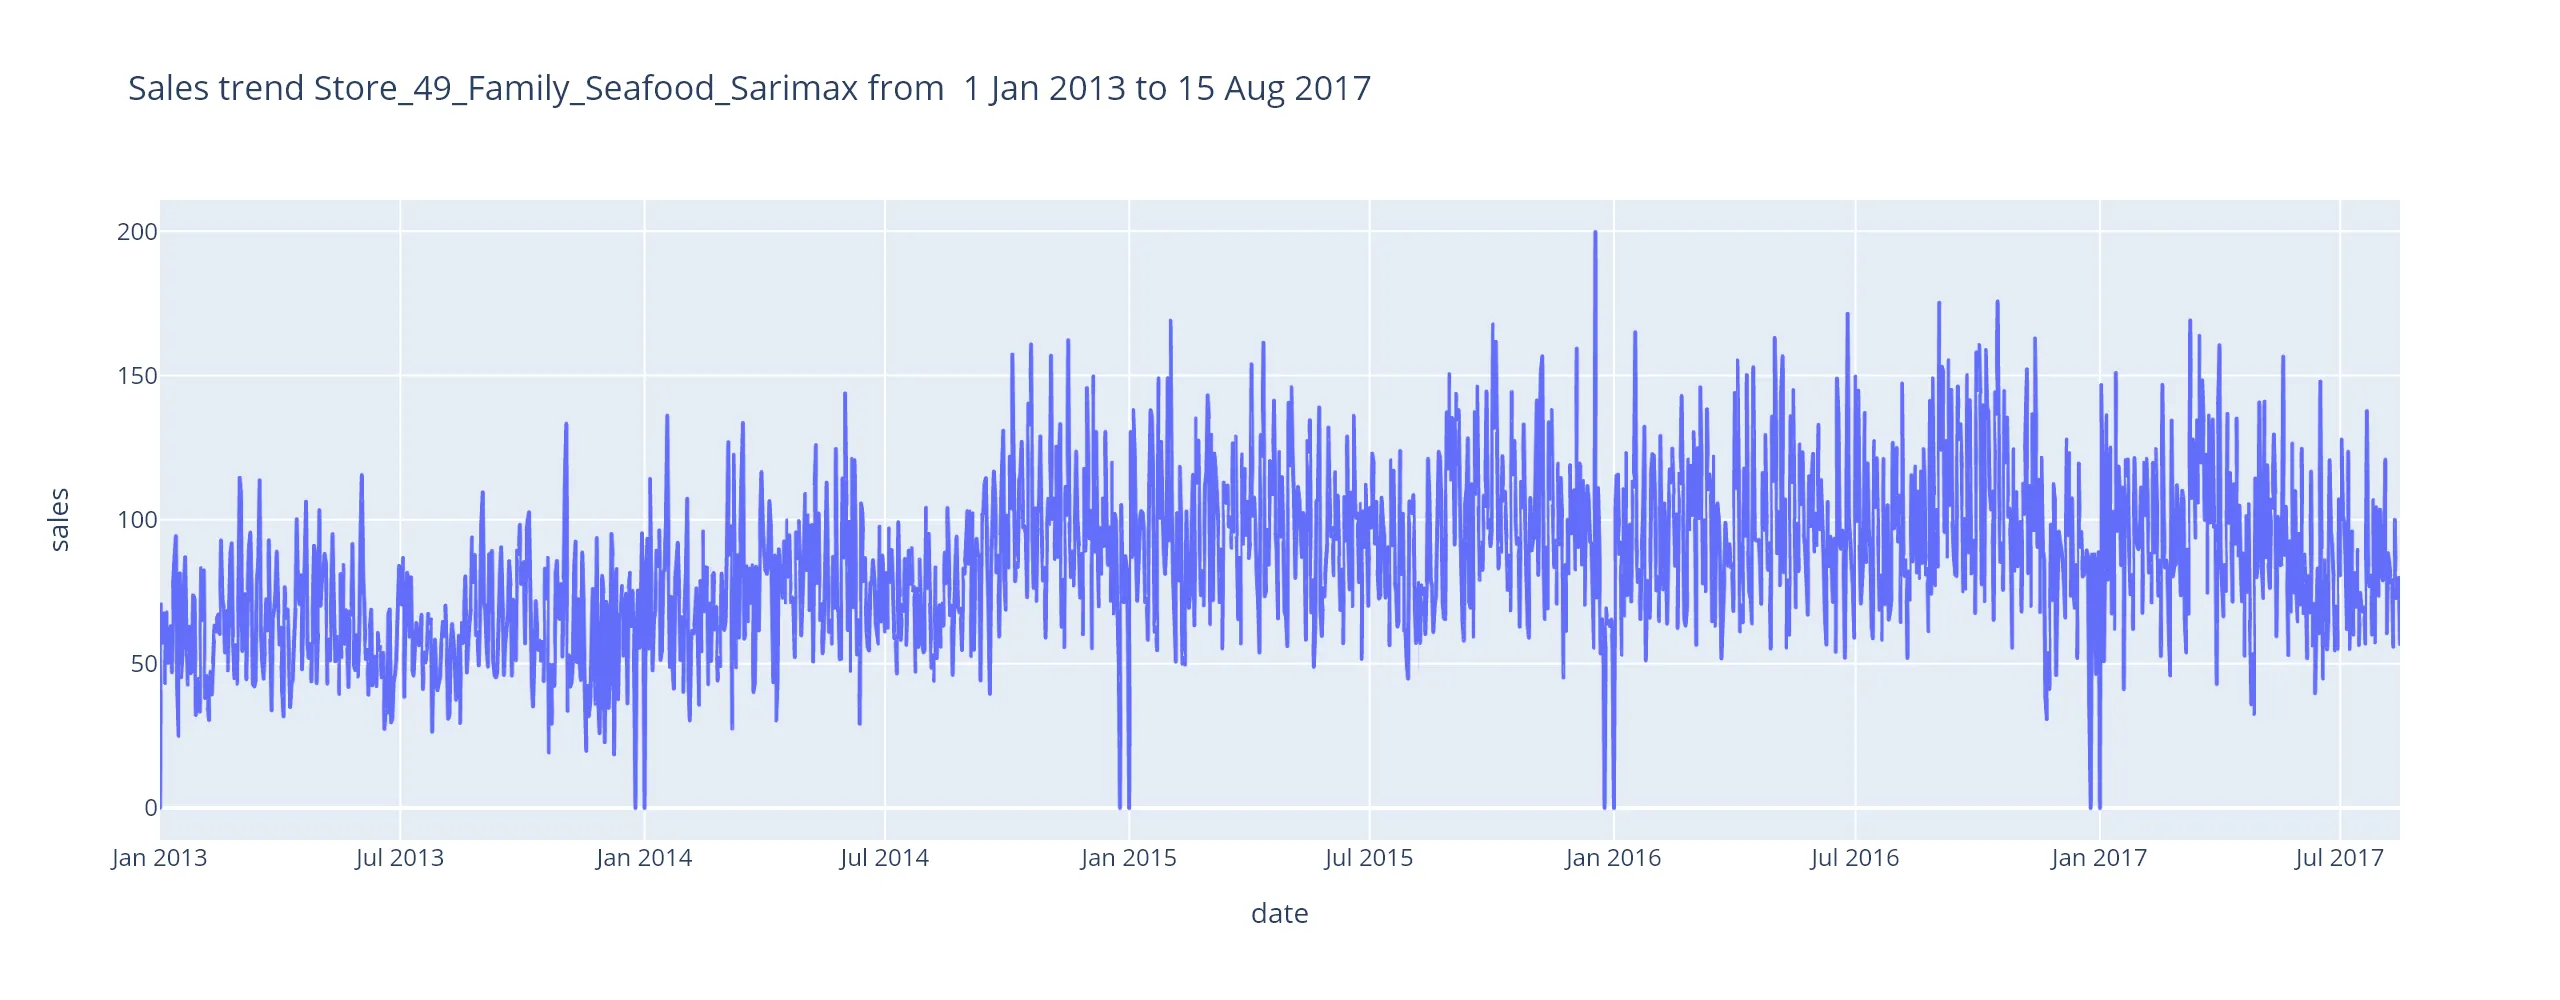 Sales trend Store_49_Family_Seafood_Sarimax from  1 Jan 2013 to 15 Aug 2017
200
150
100
50
0
sales
Jan 2013 Jul 2013 Jan 2014 Jul 2014 Jan 2015 Jul 2015 Jan 2016 Jul 2016 Jan 2017 Jul 2017
date